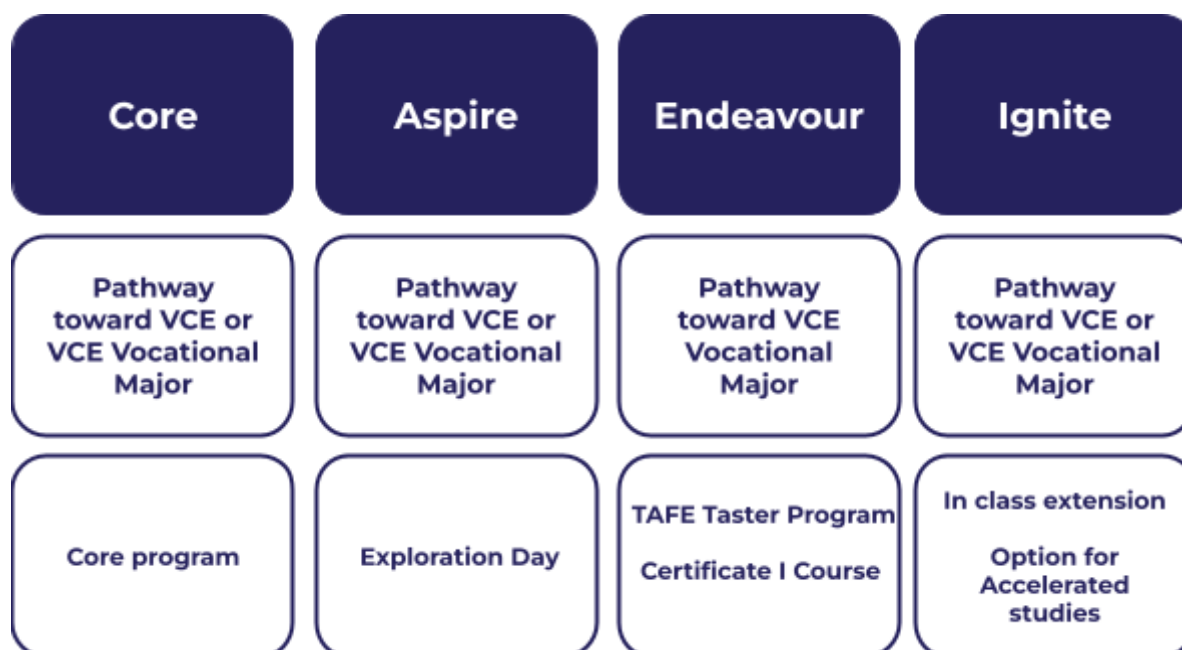 Core
Aspire
Endeavour
Ignite
Pathway
toward VCE or
VCE Vocational
Major
Pathway
toward VCE or
VCE Vocational
Major
Pathway
toward VCE
Vocational
Major
Pathway
toward VCE or
VCE Vocational
Major
Core program
Exploration Day
TAFE Taster Program
Certificate I Course
In class extension
Option for
Accelerated
studies